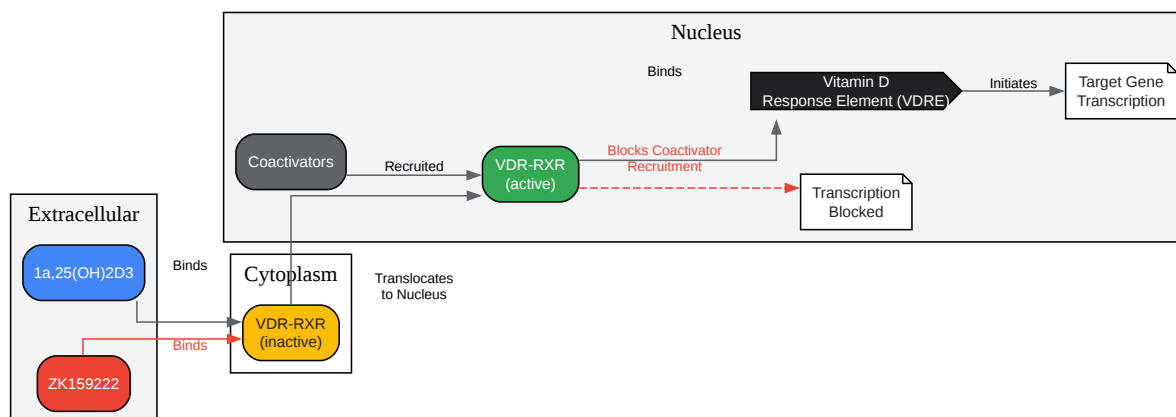 Nucleus
Binds
Vitamin D
Response Element (VDRE)
Initiates
Target Gene
Transcription
Coactivators
Recruited
VDR-RXR
(active)
Blocks Coactivator
Recruitment
Transcription
Blocked
Extracellular
1a,25(OH)2D3
Binds
Cytoplasm
Translocates
to Nucleus
VDR-RXR
(inactive)
Binds
ZK159222